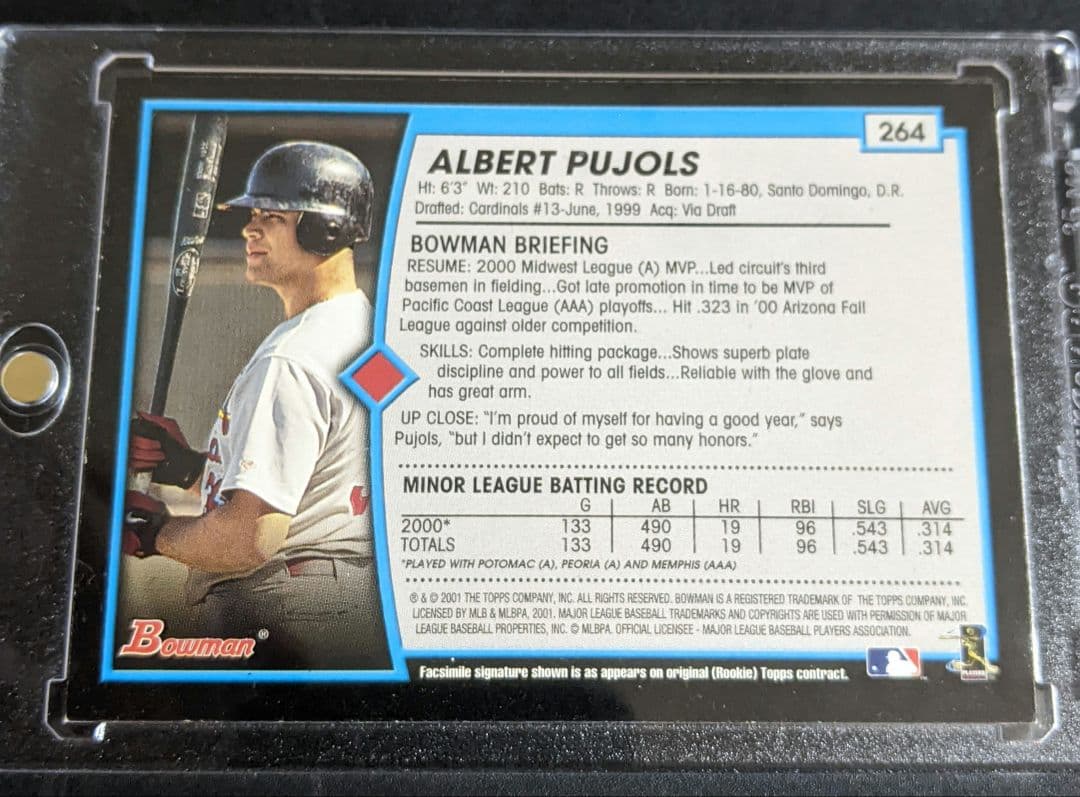 264
ALBERT PUJOLS
Ht: 6'3" Wt: 210 Bats: R Throws: R Born: 1-16-80, Santo Domingo, D.R.
Drafted: Cardinals #13-June, 1999 Acq: Via Draft
BOWMAN BRIEFING
RESUME: 2000 Midwest League (A) MVP...Led circuit's third
basemen in fielding...Got late promotion in time to be MVP of
Pacific Coast League (AAA) playoffs... Hit .323 in '00 Arizona Fall
League against older competition.
SKILLS: Complete hitting package...Shows superb plate
discipline and power to all fields...Reliable with the glove and
has great arm.
UP CLOSE: "I'm proud of myself for having a good year," says
Pujols, "but I didn't expect to get so many honors."
MINOR LEAGUE BATTING RECORD
G AB HR RBI SLG AVG
2000* 133 490 19 96 .543 .314
TOTALS 133 490 19 96 .543 .314
*PLAYED WITH POTOMAC (A), PEORIA (A) AND MEMPHIS (AAA)
® & © 2001 THE TOPPS COMPANY, INC. ALL RIGHTS RESERVED. BOWMAN IS A REGISTERED TRADEMARK OF THE TOPPS COMPANY, INC.
LICENSED BY MLB & MLBPA, 2001. MAJOR LEAGUE BASEBALL TRADEMARKS AND COPYRIGHTS ARE USED WITH PERMISSION OF MAJOR
LEAGUE BASEBALL PROPERTIES, INC. © MLBPA. OFFICIAL LICENSEE - MAJOR LEAGUE BASEBALL PLAYERS ASSOCIATION.
Bowman®
Facsimile signature shown is as appears on original (Rookie) Topps contract.